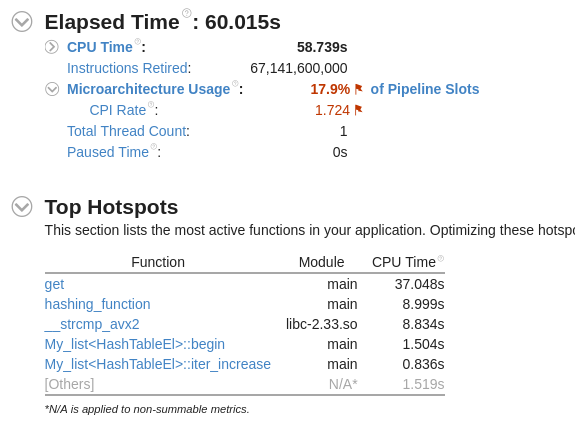 Elapsed Time: 60.015s
CPU Time: 58.739s
Instructions Retired: 67,141,600,000
Microarchitecture Usage: 17.9% of Pipeline Slots
CPI Rate: 1.724
Total Thread Count: 1
Paused Time: 0s
Top Hotspots
This section lists the most active functions in your application. Optimizing these
Function Module CPU Time
get main 37.048s
hashing_function main 8.999s
__strcmp_avx2 libc-2.33.so 8.834s
My_list<HashTableEl>::begin main 1.504s
My_list<HashTableEl>::iter_increase main 0.836s
[Others] N/A* 1.519s
*N/A is applied to non-summable metrics.